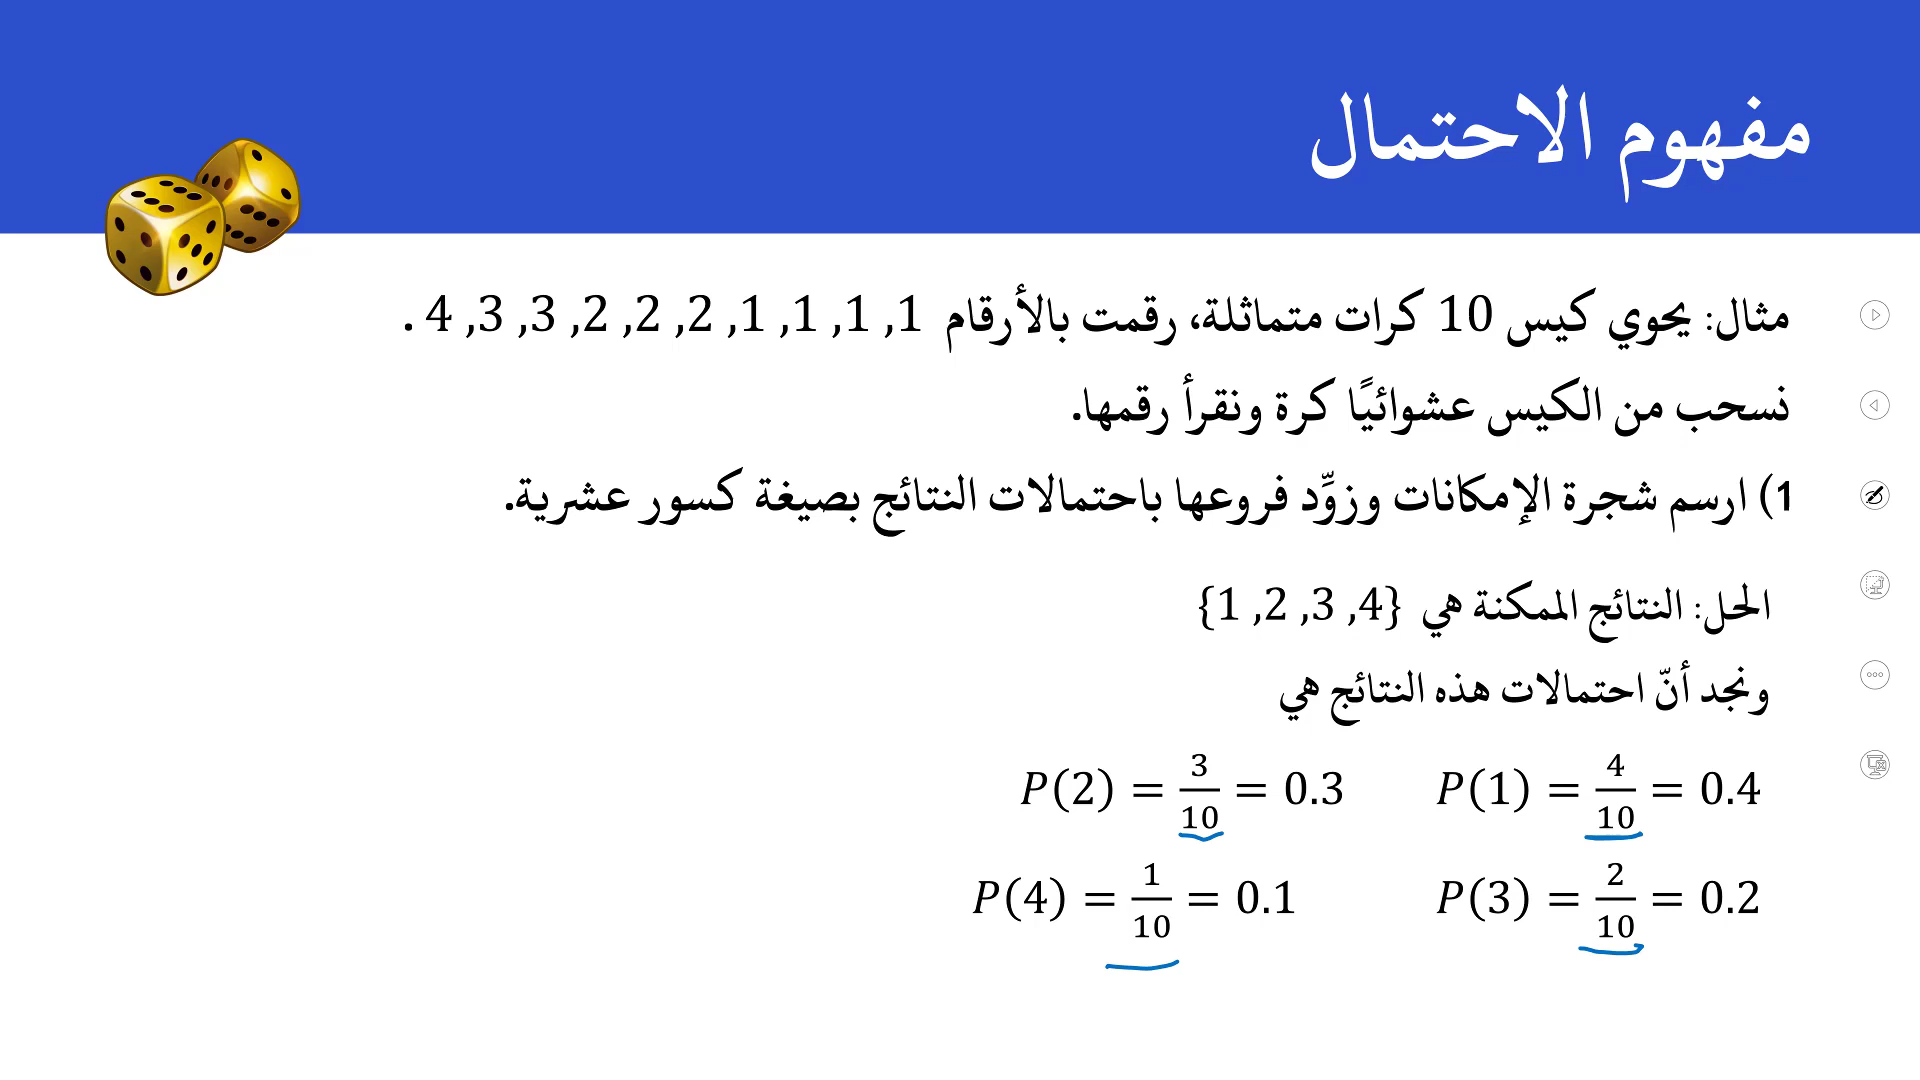 مفهوم الاحتمال
مثال: يحوي كيس 10 كرات متماثلة، رقمت بالأرقام 1, 1, 1, 1, 2, 2, 2, 3, 3, 4 .
نسحب من الكيس عشوائيًا كرة ونقرأ رقمها.
1) ارسم شجرة الإمكانات وزوّد فروعها باحتمالات النتائج بصيغة كسور عشرية.
الحل: النتائج الممكنة هي {1, 2, 3, 4}
ونجد أنّ احتمالات هذه النتائج هي
P(1) = 4/10 = 0.4 P(2) = 3/10 = 0.3
P(3) = 2/10 = 0.2 P(4) = 1/10 = 0.1